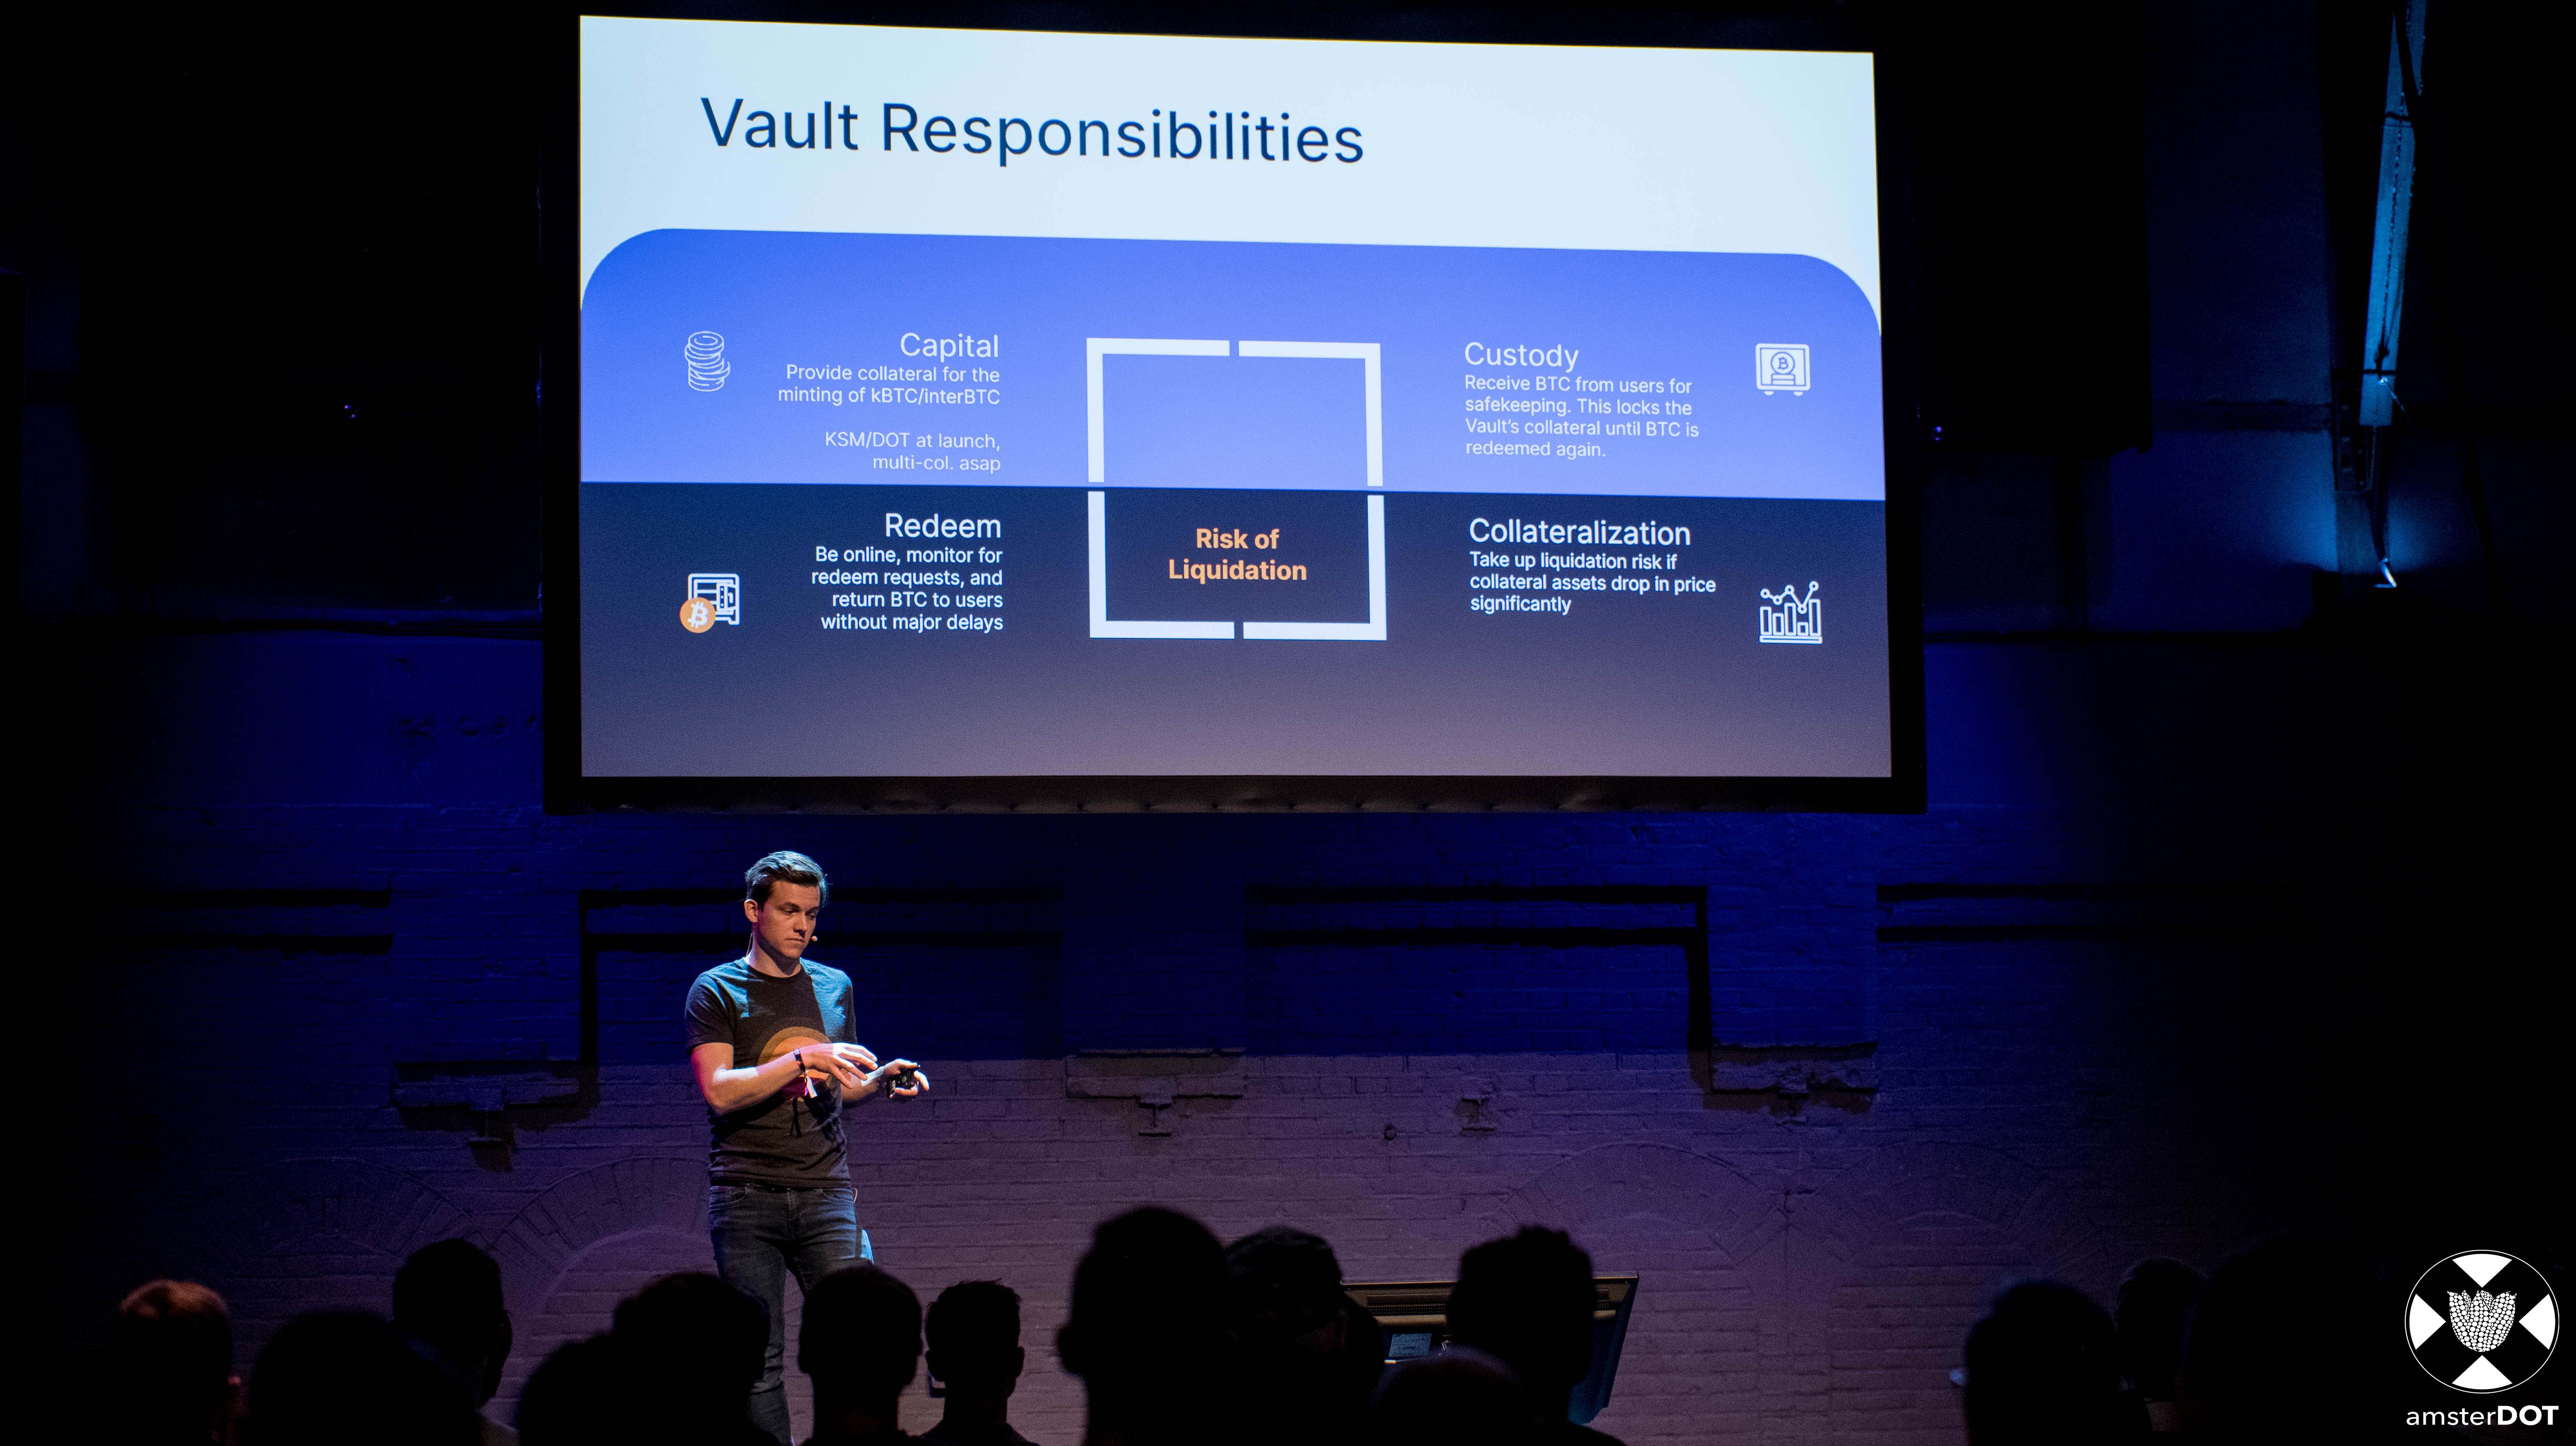 Vault Responsibilities
Capital
Provide collateral for the
minting of kBTC/interBTC
KSM/DOT at launch,
multi-col. asap
Custody
Receive BTC from users for
safekeeping. This locks the
Vault's collateral until BTC is
redeemed again.
Redeem
Be online, monitor for
redeem requests, and
return BTC to users
without major delays
Risk of
Liquidation
Collateralization
Take up liquidation risk if
collateral assets drop in price
significantly
amsterDOT